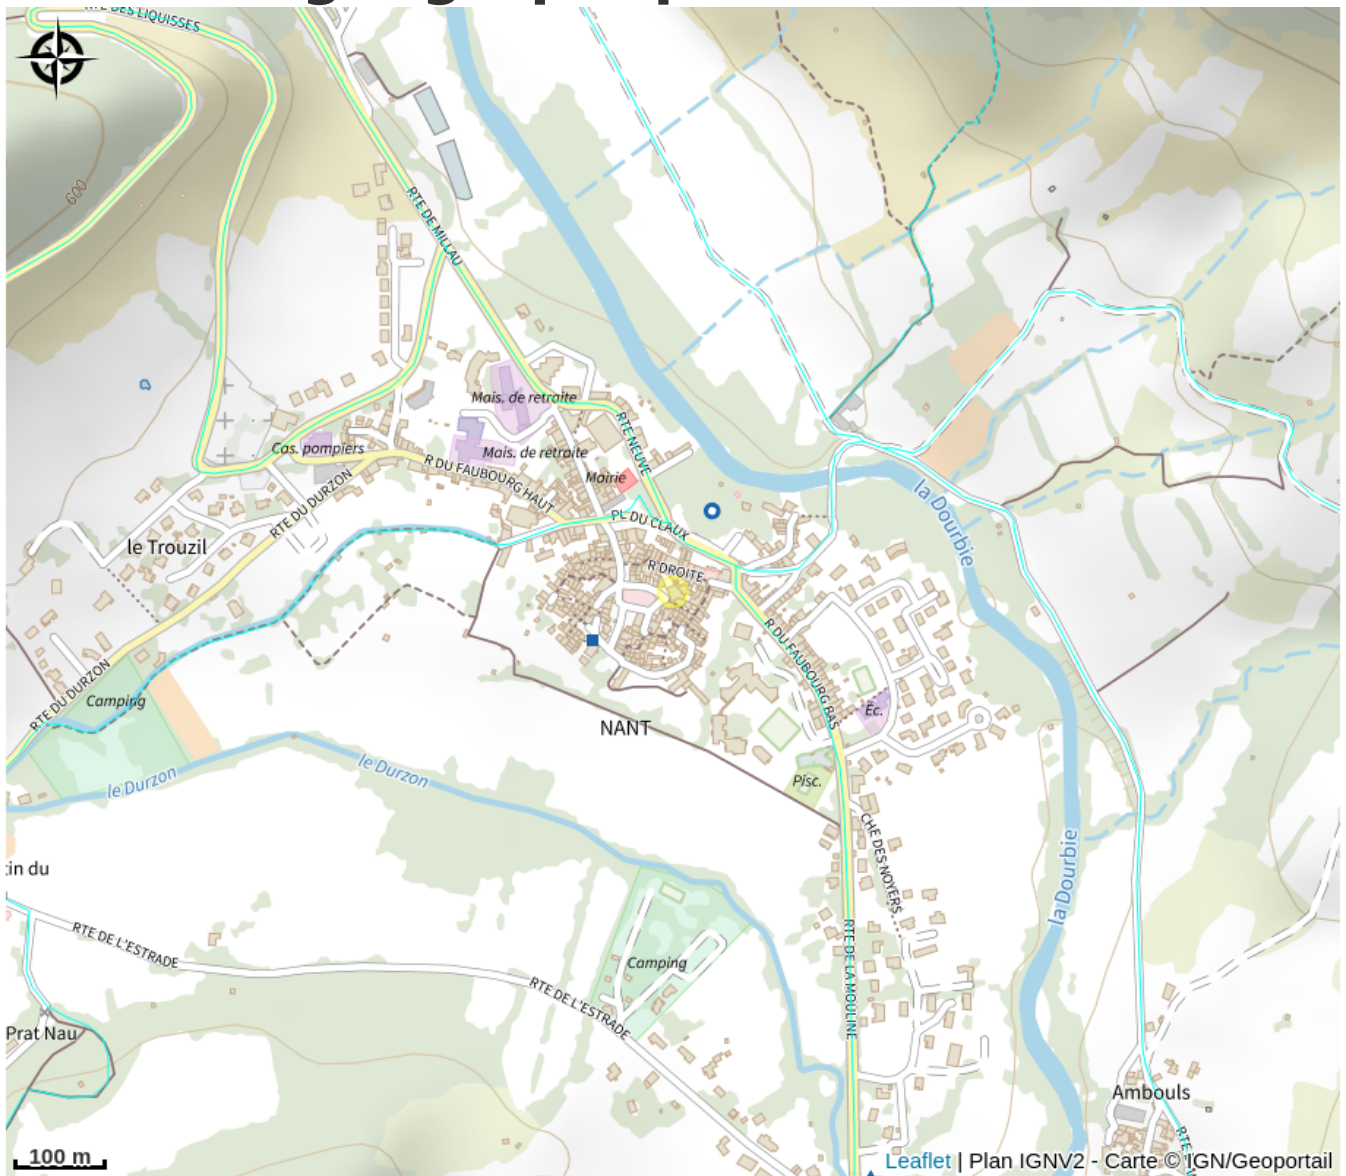 RTE DES LIQUISSES
600
RTE DE MILLAU
Mais. de retraite
RTE NEUVE
Cas. pompiers
Mais. de retraite
R DU FAUBOURG HAUT
Mairie
RTE DU DURZON
PL DU CLAUX
la Dourbie
le Trouzil
R DROITE
R DU FAUBOURG BAS
RTE DU DURZON
Camping
Éc.
NANT
le Durzon
le Durzon
Pisc.
CHE DES NOYERS
la Dourbie
tin du
RTE DE L'ESTRADE
Camping
RTE DE LA MOULINE
RTE DE L'ESTRADE
Prat Nau
Ambouls
RTE
100 m
Leaflet | Plan IGNV2 - Carte © IGN/Geoportail